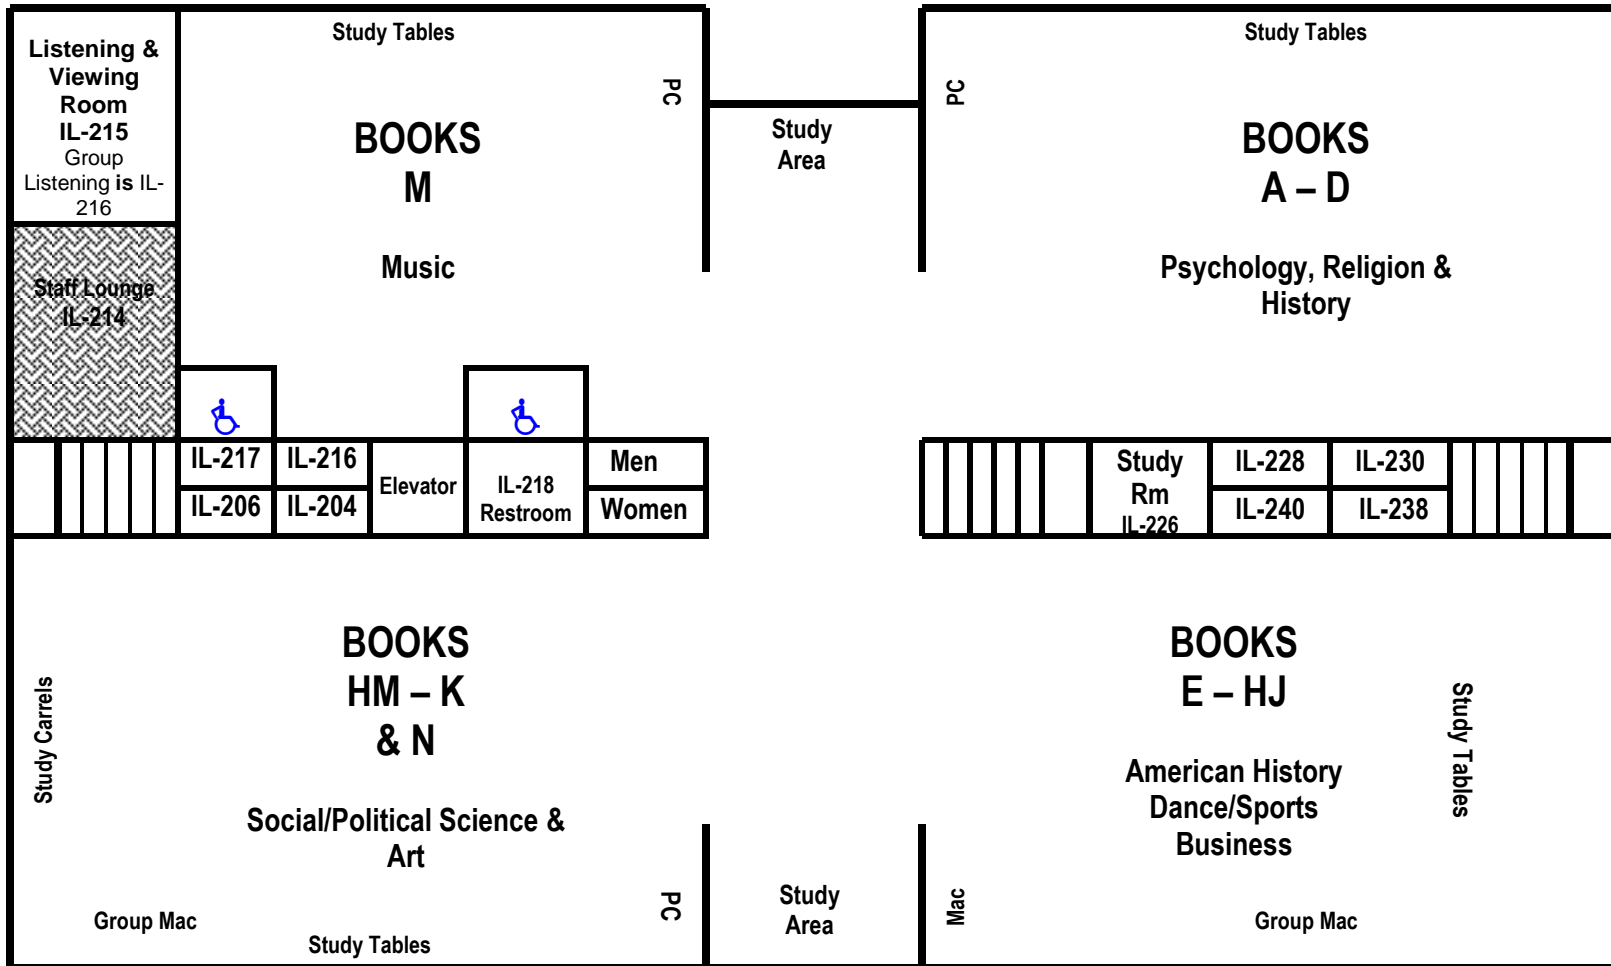 Listening &
Viewing
Room
IL-215
Group
Listening is IL-
216
Staff Lounge
IL-214
Study Tables
PC
BOOKS
M
Music
Study
Area
Study Tables
PC
BOOKS
A – D
Psychology, Religion &
History
IL-217
IL-216
IL-206
IL-204
Elevator
IL-218
Restroom
Men
Women
Study
Rm
IL-226
IL-228
IL-230
IL-240
IL-238
Study Carrels
BOOKS
HM – K
& N
Social/Political Science &
Art
Group Mac
Study Tables
PC
Study
Area
BOOKS
E – HJ
American History
Dance/Sports
Business
Study Tables
Mac
Group Mac